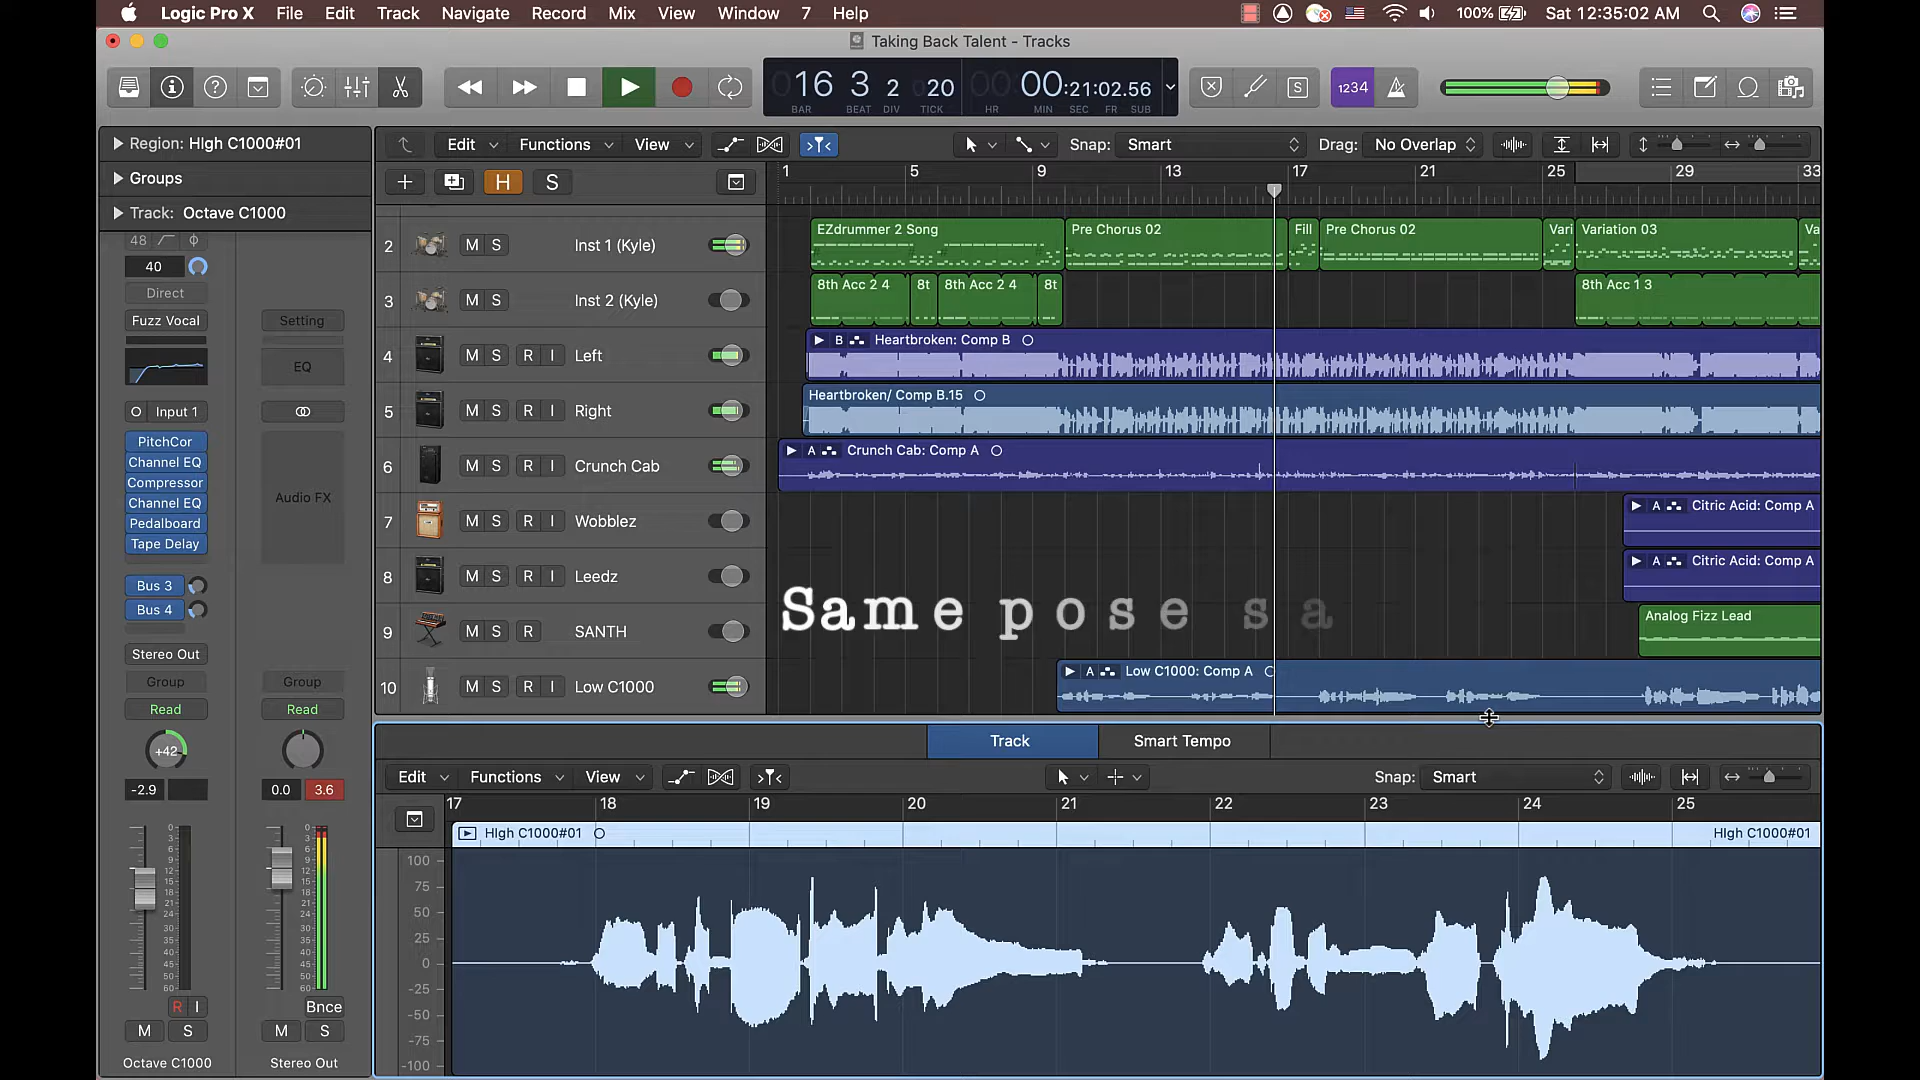 Logic Pro X File Edit Track Navigate Record Mix View Window 7 Help 100% Sat 12:35:02 AM
Taking Back Talent - Tracks
16 3 2 20 00:21:02.56 1234
BAR BEAT DIV TICK HR MIN SEC FR SUB
Region: HIgh C1000#01
Edit Functions View Snap: Smart Drag: No Overlap
Groups
H S
1 5 9 13 17 21 25 29 33
Track: Octave C1000
48
40
Direct
Fuzz Vocal
Setting
EQ
Input 1
PitchCor
Channel EQ
Compressor
Channel EQ
Pedalboard
Tape Delay
Audio FX
Bus 3
Bus 4
Stereo Out
Group Group
Read Read
+42
-2.9 0.0 3.6
R I Bnce
M S M S
Octave C1000 Stereo Out
2 M S Inst 1 (Kyle)
EZdrummer 2 Song Pre Chorus 02 Fill Pre Chorus 02 Vari Variation 03 Va
3 M S Inst 2 (Kyle)
8th Acc 2 4 8t 8th Acc 2 4 8t 8th Acc 1 3
4 M S R I Left
B Heartbroken: Comp B
5 M S R I Right
Heartbroken/ Comp B.15
6 M S R I Crunch Cab
A Crunch Cab: Comp A
7 M S R I Wobblez
A Citric Acid: Comp A
8 M S R I Leedz
A Citric Acid: Comp A
Same pose sa
9 M S R SANTH
Analog Fizz Lead
10 M S R I Low C1000
A Low C1000: Comp A
Track Smart Tempo
Edit Functions View Snap: Smart
17 18 19 20 21 22 23 24 25
HIgh C1000#01 HIgh C1000#01
100
75
50
25
0
-25
-50
-75
-100